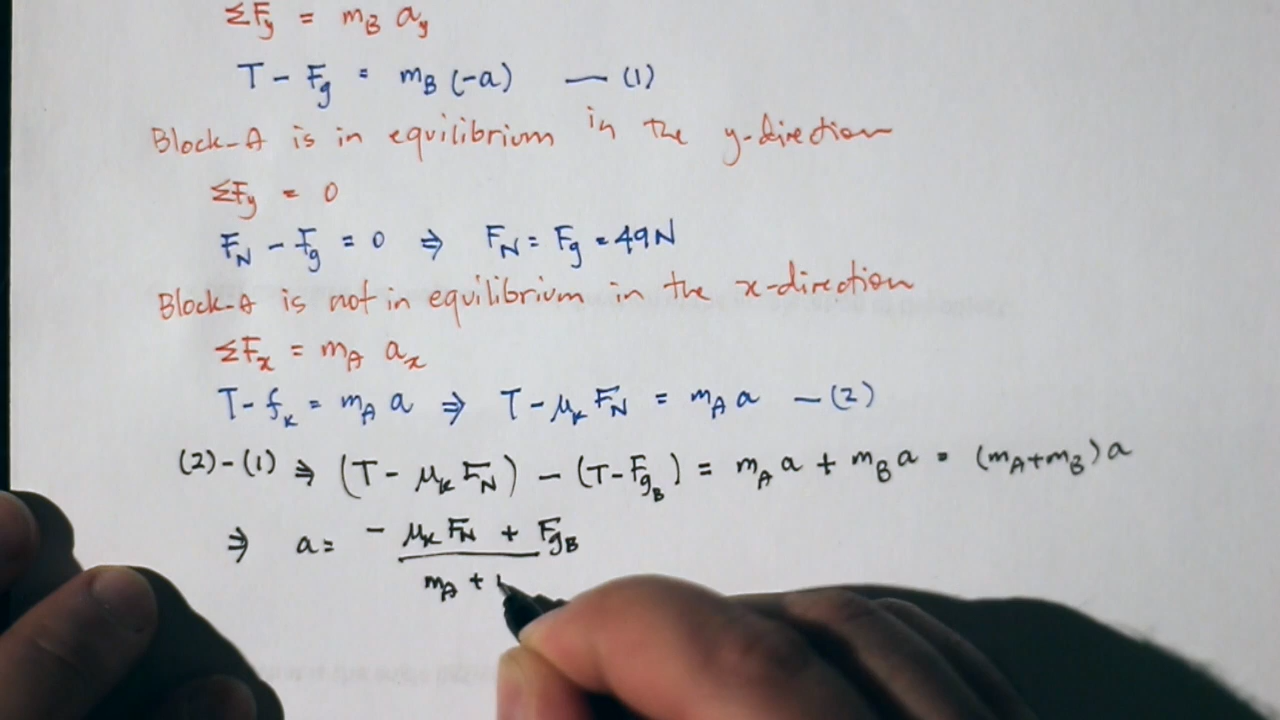 ΣFy = mB ay
T - Fg = mB (-a) — (1)
Block-A is in equilibrium in the y-direction
ΣFy = 0
FN - Fg = 0 ⇒ FN = Fg = 49N
Block-A is not in equilibrium in the x-direction
ΣFx = mA ax
T - fk = mA a ⇒ T - μk FN = mA a — (2)
(2) - (1) ⇒ (T - μk FN) - (T - FgB) = mA a + mB a = (mA + mB) a
⇒ a = - μk FN + FgB
mA +